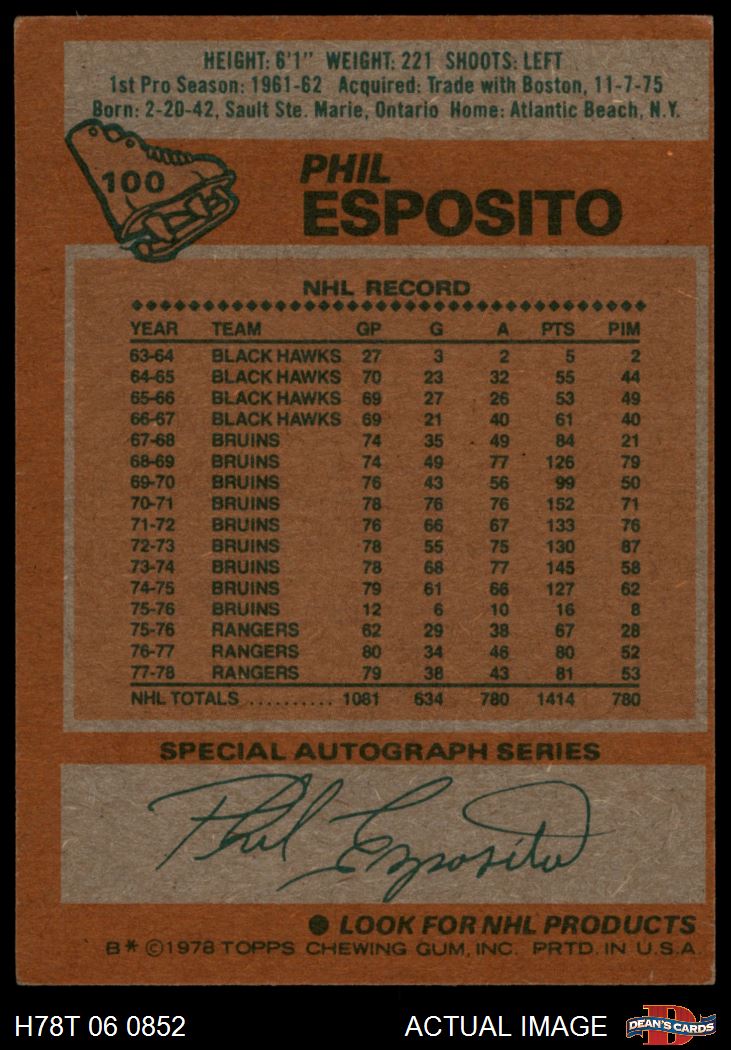 HEIGHT: 6'1" WEIGHT: 221 SHOOTS: LEFT
1st Pro Season: 1961-62 Acquired: Trade with Boston, 11-7-75
Born: 2-20-42, Sault Ste. Marie, Ontario Home: Atlantic Beach, N.Y.
100
PHIL
ESPOSITO
NHL RECORD
YEAR TEAM GP G A PTS PIM
63-64 BLACK HAWKS 27 3 2 5 2
64-65 BLACK HAWKS 70 23 32 55 44
65-66 BLACK HAWKS 69 27 26 53 49
66-67 BLACK HAWKS 69 21 40 61 40
67-68 BRUINS 74 35 49 84 21
68-69 BRUINS 74 49 77 126 79
69-70 BRUINS 76 43 56 99 50
70-71 BRUINS 78 76 76 152 71
71-72 BRUINS 76 66 67 133 76
72-73 BRUINS 78 55 75 130 87
73-74 BRUINS 78 68 77 145 58
74-75 BRUINS 79 61 66 127 62
75-76 BRUINS 12 6 10 16 8
75-76 RANGERS 62 29 38 67 28
76-77 RANGERS 80 34 46 80 52
77-78 RANGERS 79 38 43 81 53
NHL TOTALS .......... 1081 634 780 1414 780
SPECIAL AUTOGRAPH SERIES
Phil Esposito
● LOOK FOR NHL PRODUCTS
B* ©1978 TOPPS CHEWING GUM, INC. PRTD. IN U.S.A.
H78T 06 0852 ACTUAL IMAGE D DEAN'S CARDS